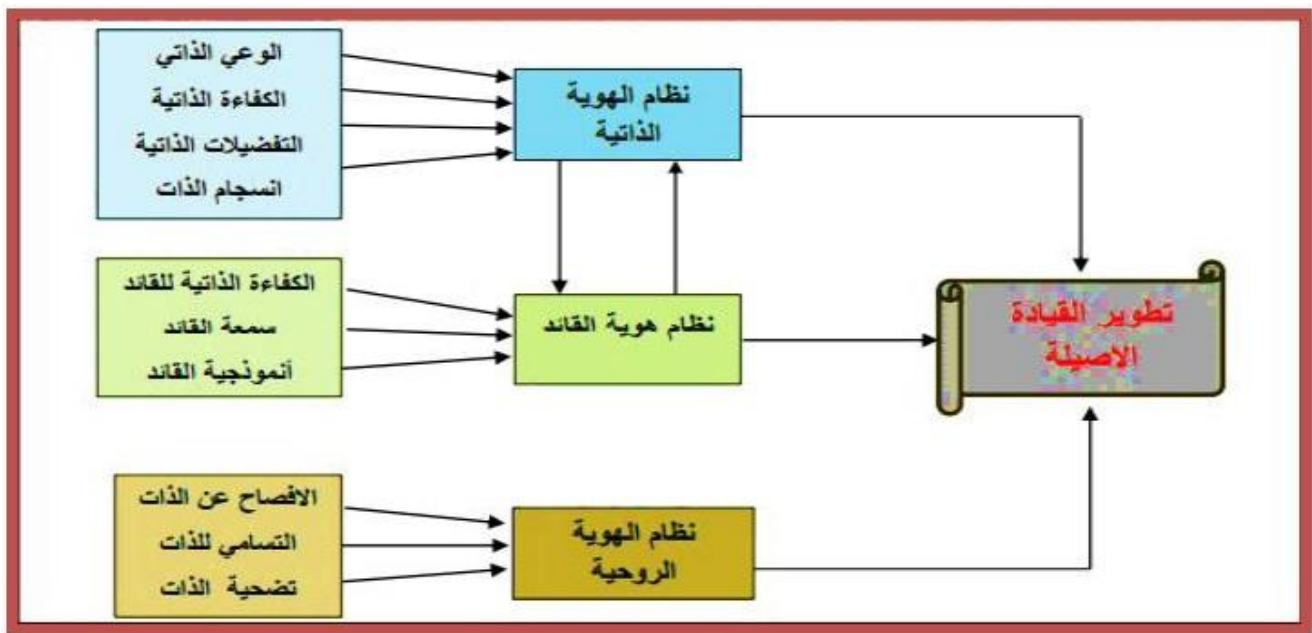 الوعي الذاتي
الكفاءة الذاتية
التفضيلات الذاتية
انسجام الذات
نظام الهوية
الذاتية
الكفاءة الذاتية للقائد
سمعة القائد
أنموذجية القائد
نظام هوية القائد
تطوير القيادة
الاصيلة
الافصاح عن الذات
التسامي للذات
تضحية الذات
نظام الهوية
الروحية